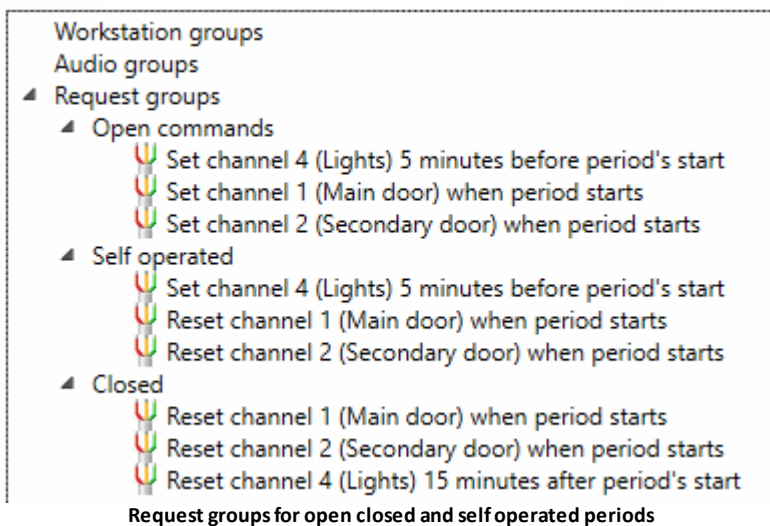 Workstation groups
Audio groups
Request groups
Open commands
Set channel 4 (Lights) 5 minutes before period's start
Set channel 1 (Main door) when period starts
Set channel 2 (Secondary door) when period starts
Self operated
Set channel 4 (Lights) 5 minutes before period's start
Reset channel 1 (Main door) when period starts
Reset channel 2 (Secondary door) when period starts
Closed
Reset channel 1 (Main door) when period starts
Reset channel 2 (Secondary door) when period starts
Reset channel 4 (Lights) 15 minutes after period's start
Request groups for open closed and self operated periods